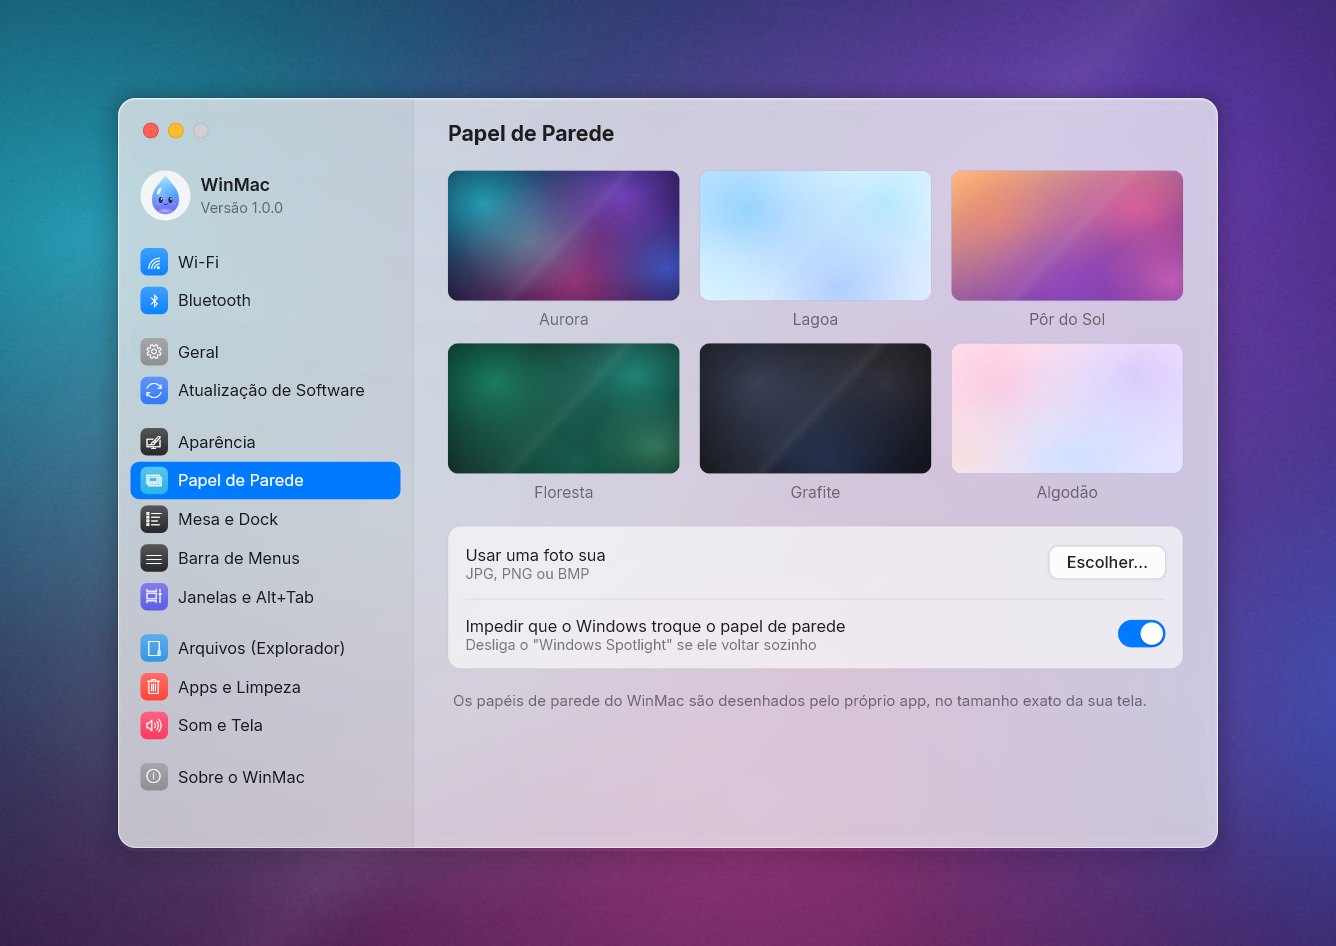 WinMac
Versão 1.0.0
Wi-Fi
Bluetooth
Geral
Atualização de Software
Aparência
Papel de Parede
Mesa e Dock
Barra de Menus
Janelas e Alt+Tab
Arquivos (Explorador)
Apps e Limpeza
Som e Tela
Sobre o WinMac
Papel de Parede
Aurora
Lagoa
Pôr do Sol
Floresta
Grafite
Algodão
Usar uma foto sua
JPG, PNG ou BMP
Escolher...
Impedir que o Windows troque o papel de parede
Desliga o "Windows Spotlight" se ele voltar sozinho
Os papéis de parede do WinMac são desenhados pelo próprio app, no tamanho exato da sua tela.